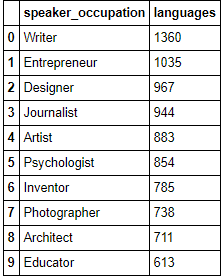 speaker_occupation languages
0 Writer 1360
1 Entrepreneur 1035
2 Designer 967
3 Journalist 944
4 Artist 883
5 Psychologist 854
6 Inventor 785
7 Photographer 738
8 Architect 711
9 Educator 613